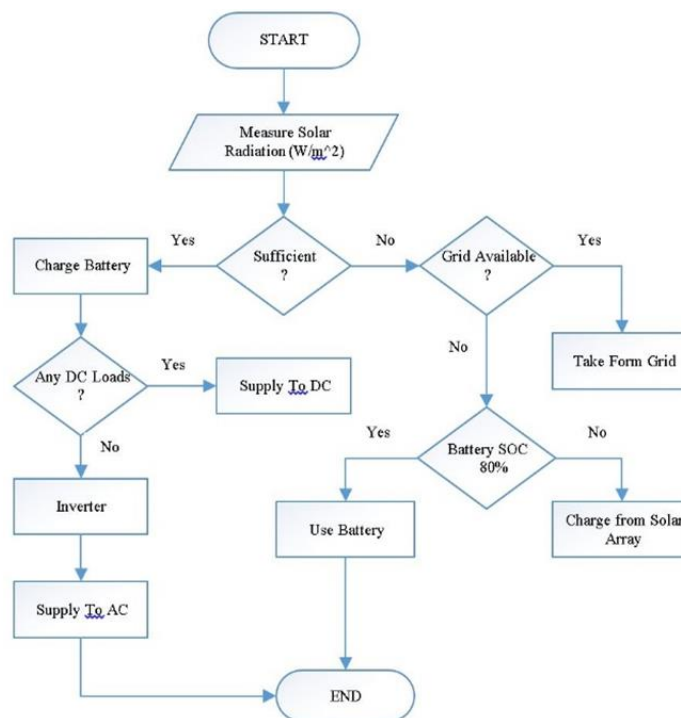 START
Measure Solar
Radiation (W/m^2)
Yes
Sufficient
?
No
Grid Available
?
Yes
Charge Battery
Take Form Grid
Any DC Loads
?
Yes
Supply To DC
No
No
Yes
Battery SOC
80%
No
Inverter
Use Battery
Charge from Solar
Array
Supply To AC
END